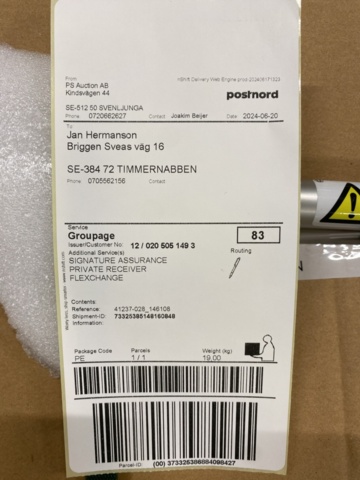 From:
PS Auction AB
Kindsvägen 44
postnord
SE-512 50 SVENLJUNGA
Phone 0720662627 Contact Joakim Beijer Date 2024-06-20
To:
Jan Hermanson
Briggen Sveas väg 16
SE-384 72 TIMMERNABBEN
Phone 0705562156 Contact
Service
Groupage
83
Issuer/Customer No: 12 / 020 505 149 3
Routing
Additional Service(s)
SIGNATURE ASSURANCE
PRIVATE RECEIVER
FLEXCHANGE
Contents:
Reference: 41237-028_146108
Shipment-ID: 73325385148160848
Information:
Package Code Parcels Weight (kg)
PE 1 / 1 19.00
Parcel-ID: (00) 373325386884098427